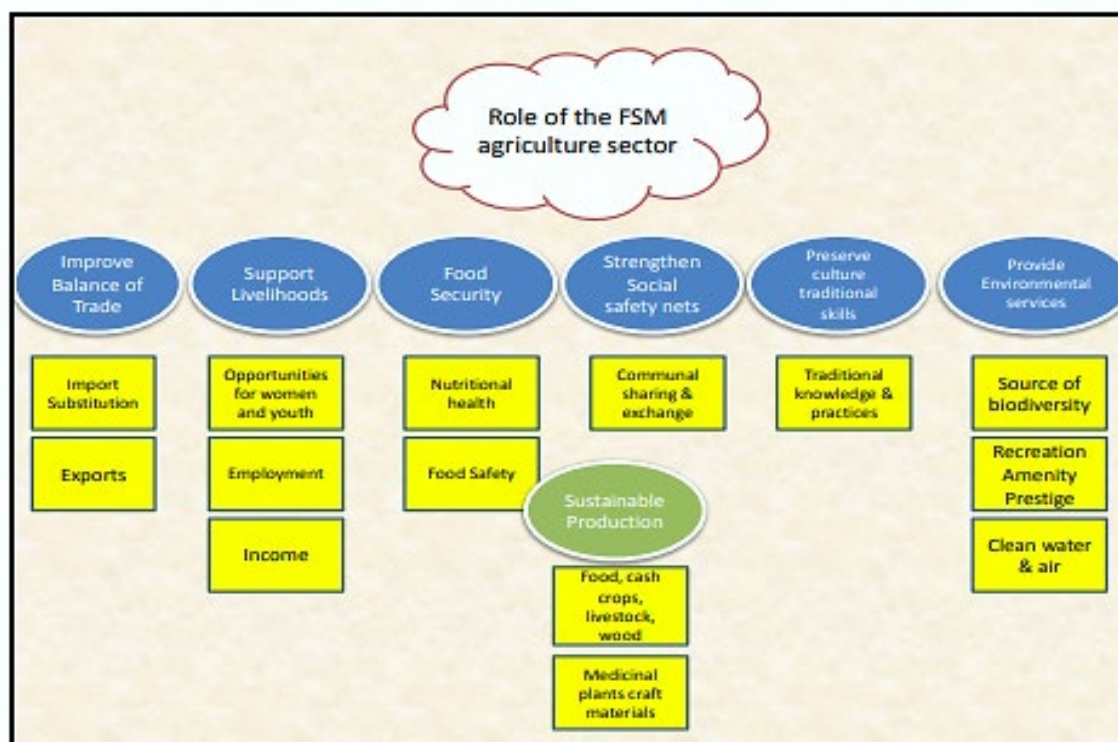 Role of the FSM
agriculture sector
Improve
Balance of
Trade
Support
Livelihoods
Food
Security
Strengthen
Social
safety nets
Preserve
culture
traditional
skills
Provide
Environmental
services
Import
Substitution
Exports
Opportunities
for women
and youth
Employment
Income
Nutritional
health
Food Safety
Communal
sharing &
exchange
Traditional
knowledge &
practices
Source of
biodiversity
Recreation
Amenity
Prestige
Clean water
& air
Sustainable
Production
Food, cash
crops,
livestock,
wood
Medicinal
plants craft
materials